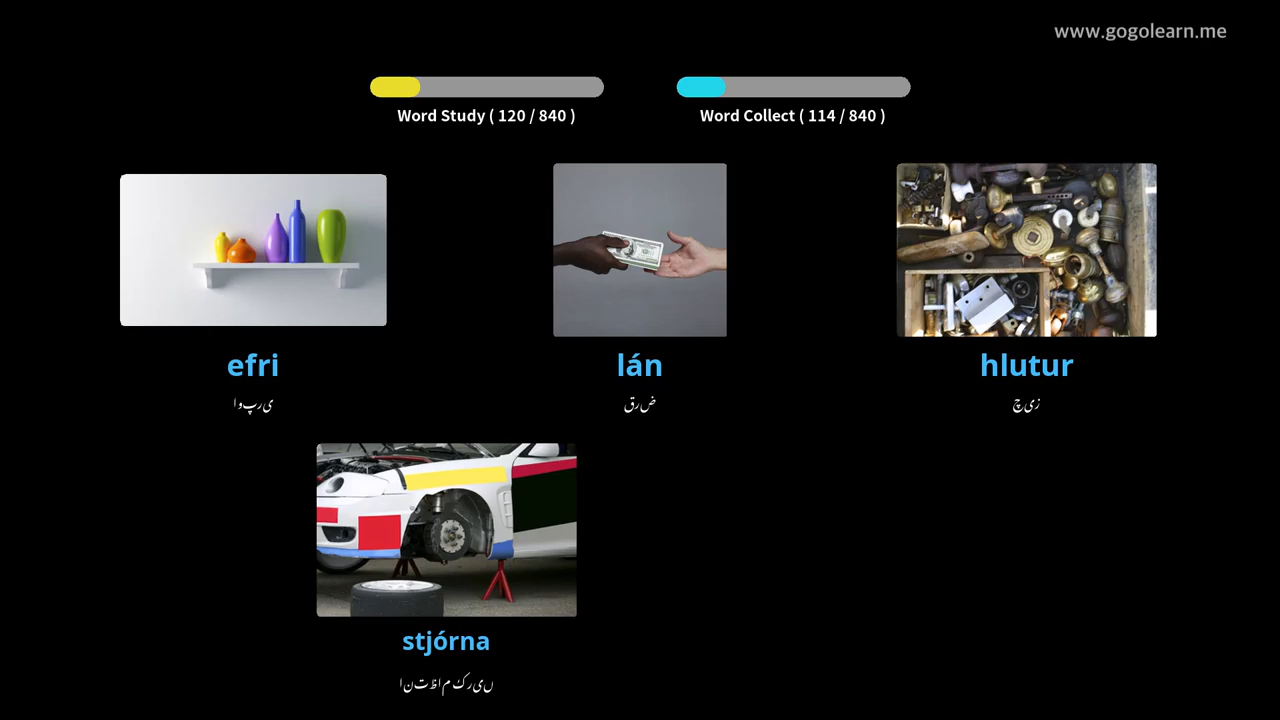 www.gogolearn.me
Word Study ( 120 / 840 )
Word Collect ( 114 / 840 )
efri
lán
hlutur
اوپری
قرض
چیز
stjórna
انتظام کریں